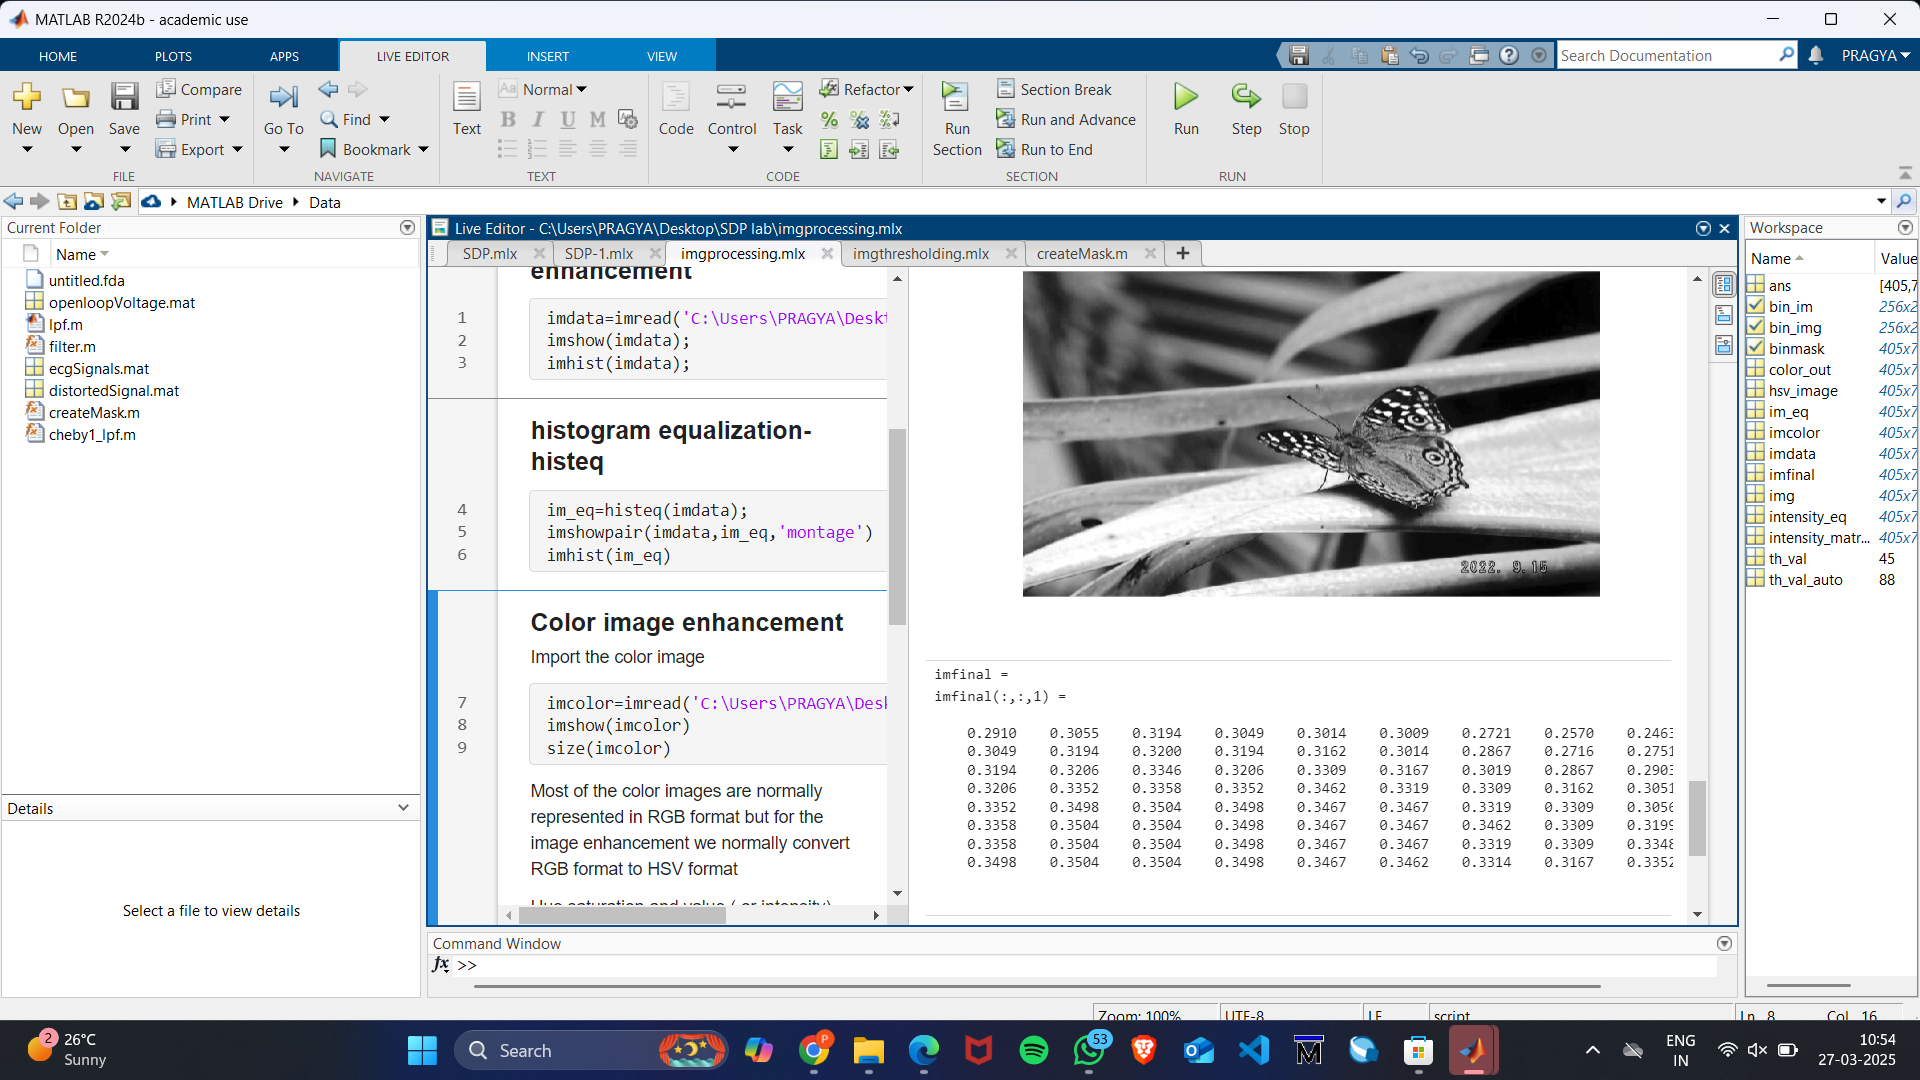 MATLAB R2024b - academic use
HOME PLOTS APPS LIVE EDITOR INSERT VIEW
Search Documentation
PRAGYA
New
Open
Save
Compare
Print
Export
FILE
Go To
Find
Bookmark
NAVIGATE
Text
Aa Normal
B I U M
TEXT
Code
Control
Task
Refactor
CODE
Run Section
Section Break
Run and Advance
Run to End
SECTION
Run
Step
Stop
RUN
MATLAB Drive Data
Current Folder
Name
untitled.fda
openloopVoltage.mat
lpf.m
filter.m
ecgSignals.mat
distortedSignal.mat
createMask.m
cheby1_lpf.m
Details
Select a file to view details
Live Editor - C:\Users\PRAGYA\Desktop\SDP lab\imgprocessing.mlx
SDP.mlx SDP-1.mlx imgprocessing.mlx imgthresholding.mlx createMask.m
enhancement
1 imdata=imread('C:\Users\PRAGYA\Deskt
2 imshow(imdata);
3 imhist(imdata);
histogram equalization-
histeq
4 im_eq=histeq(imdata);
5 imshowpair(imdata,im_eq,'montage')
6 imhist(im_eq)
Color image enhancement
Import the color image
7 imcolor=imread('C:\Users\PRAGYA\Desk
8 imshow(imcolor)
9 size(imcolor)
Most of the color images are normally
represented in RGB format but for the
image enhancement we normally convert
RGB format to HSV format
Hue saturation and value ( or intensity)
2022. 9.15
imfinal =
imfinal(:,:,1) =
0.2910 0.3055 0.3194 0.3049 0.3014 0.3009 0.2721 0.2570 0.2463
0.3049 0.3194 0.3200 0.3194 0.3162 0.3014 0.2867 0.2716 0.2751
0.3194 0.3206 0.3346 0.3206 0.3309 0.3167 0.3019 0.2867 0.2903
0.3206 0.3352 0.3358 0.3352 0.3462 0.3319 0.3309 0.3162 0.3051
0.3352 0.3498 0.3504 0.3498 0.3467 0.3467 0.3319 0.3309 0.3056
0.3358 0.3504 0.3504 0.3498 0.3467 0.3467 0.3462 0.3309 0.3199
0.3358 0.3504 0.3504 0.3498 0.3467 0.3467 0.3319 0.3309 0.3348
0.3498 0.3504 0.3504 0.3498 0.3467 0.3462 0.3314 0.3167 0.3352
Command Window
fx >>
Workspace
Name Value
ans [405,7
bin_im 256x2
bin_img 256x2
binmask 405x7
color_out 405x7
hsv_image 405x7
im_eq 405x7
imcolor 405x7
imdata 405x7
imfinal 405x7
img 405x7
intensity_eq 405x7
intensity_matr... 405x7
th_val 45
th_val_auto 88
Zoom: 100% UTF-8 LF script Ln 8 Col 16
2
26°C
Sunny
Search
P
53
M
ENG
IN
10:54
27-03-2025